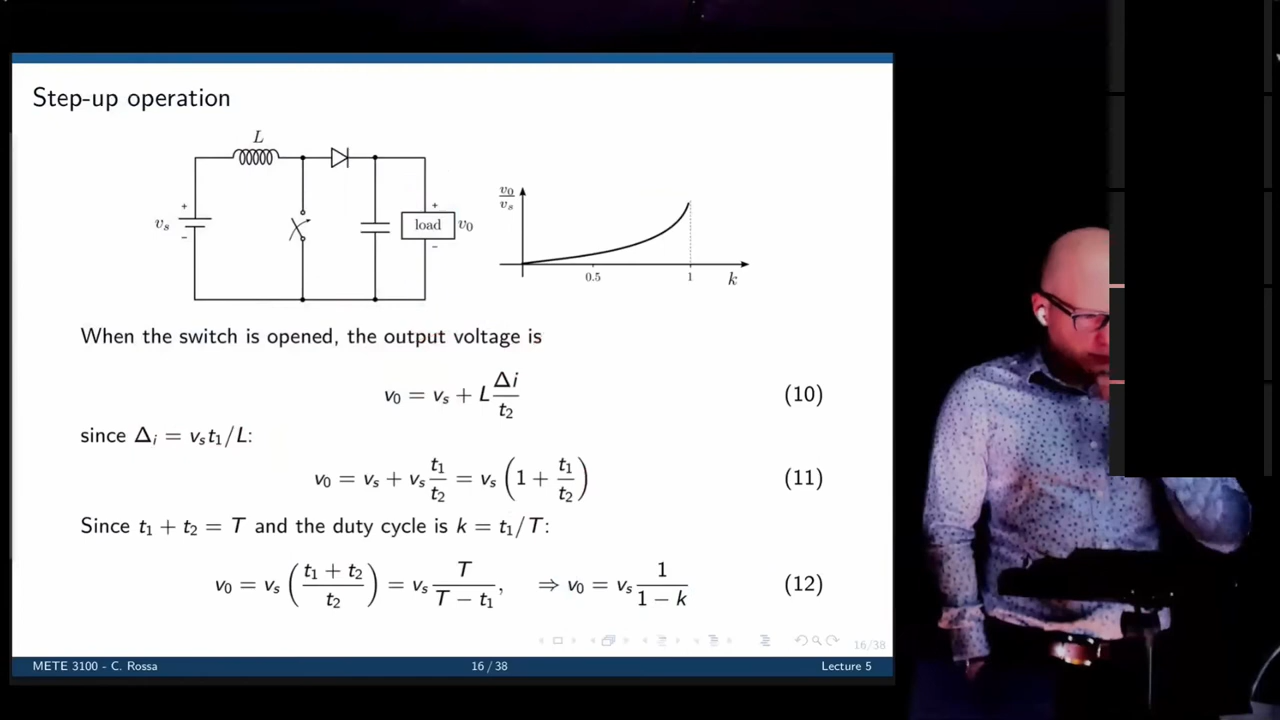 Step-up operation
L
+
v_s
−
+
load
v_0
−
v_0/v_s
0.5
1
k
When the switch is opened, the output voltage is
v_0 = v_s + L Δi/t_2 (10)
since Δ_i = v_s t_1/L:
v_0 = v_s + v_s t_1/t_2 = v_s (1 + t_1/t_2) (11)
Since t_1 + t_2 = T and the duty cycle is k = t_1/T:
v_0 = v_s ((t_1 + t_2)/t_2) = v_s T/(T − t_1), ⇒ v_0 = v_s 1/(1 − k) (12)
16/38
METE 3100 - C. Rossa 16 / 38 Lecture 5